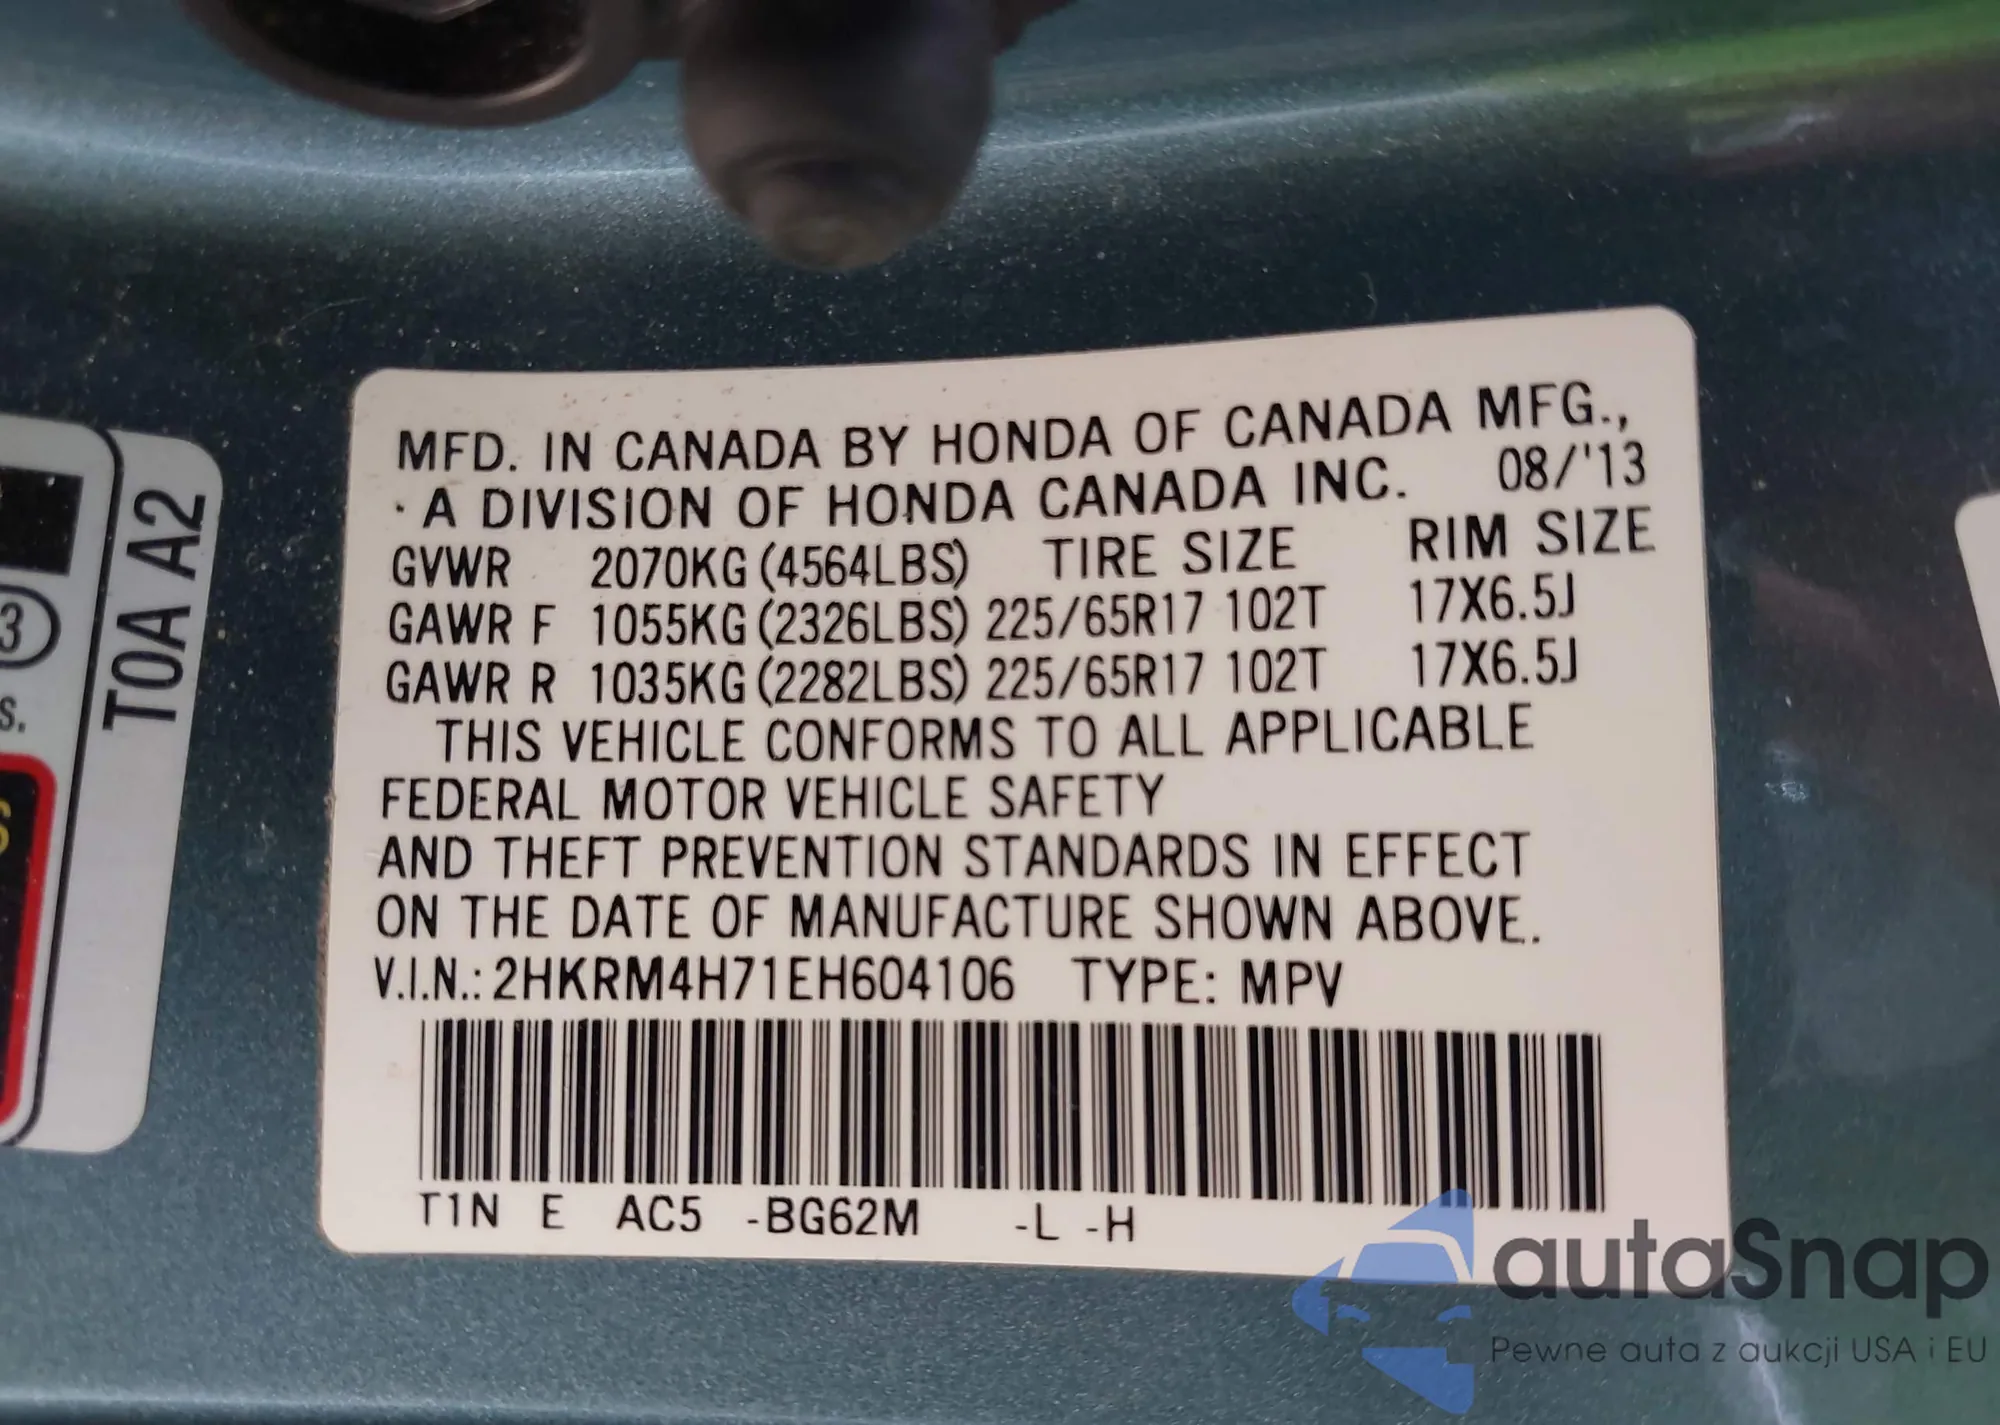 MFD. IN CANADA BY HONDA OF CANADA MFG.,
· A DIVISION OF HONDA CANADA INC. 08/'13
GVWR 2070KG (4564LBS) TIRE SIZE RIM SIZE
GAWR F 1055KG (2326LBS) 225/65R17 102T 17X6.5J
GAWR R 1035KG (2282LBS) 225/65R17 102T 17X6.5J
THIS VEHICLE CONFORMS TO ALL APPLICABLE
FEDERAL MOTOR VEHICLE SAFETY
AND THEFT PREVENTION STANDARDS IN EFFECT
ON THE DATE OF MANUFACTURE SHOWN ABOVE.
V.I.N.: 2HKRM4H71EH604106 TYPE: MPV
T1N E AC5 -BG62M -L -H
T0A A2
3
s.
S
autaSnap
Pewne auta z aukcji USA i EU